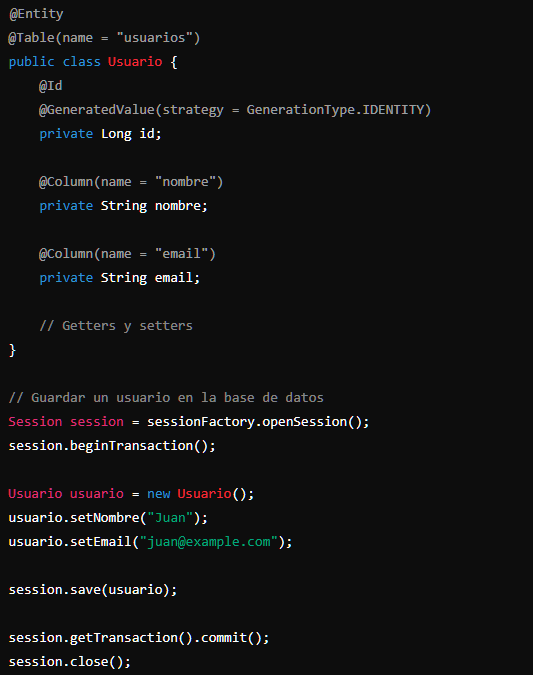 @Entity
@Table(name = "usuarios")
public class Usuario {
    @Id
    @GeneratedValue(strategy = GenerationType.IDENTITY)
    private Long id;

    @Column(name = "nombre")
    private String nombre;

    @Column(name = "email")
    private String email;

    // Getters y setters
}

// Guardar un usuario en la base de datos
Session session = sessionFactory.openSession();
session.beginTransaction();

Usuario usuario = new Usuario();
usuario.setNombre("Juan");
usuario.setEmail("juan@example.com");

session.save(usuario);

session.getTransaction().commit();
session.close();